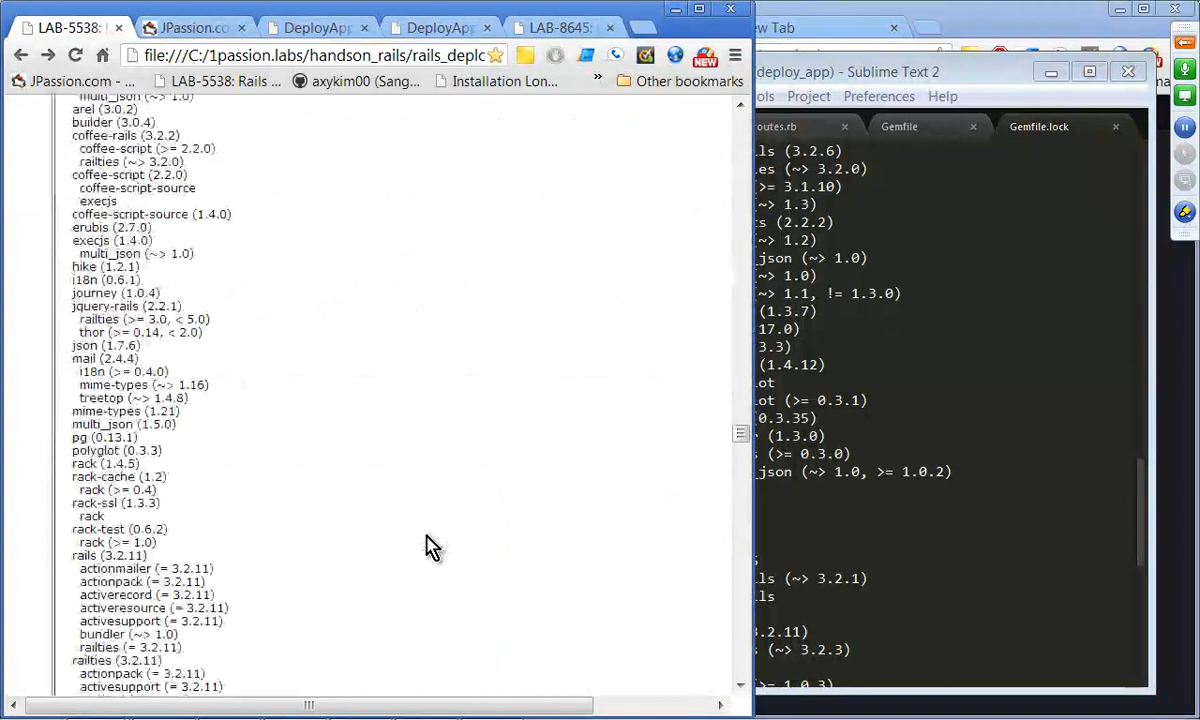 LAB-5538: 
JPassion.co
DeployApp
DeployApp
LAB-8645:
ew Tab
file:///C:/1passion.labs/handson_rails/rails_deplc
NEW
JPassion.com - ...
LAB-5538: Rails ...
axykim00 (Sang...
Installation Lon...
»
Other bookmarks
multi_json (~> 1.0)
arel (3.0.2)
builder (3.0.4)
coffee-rails (3.2.2)
coffee-script (>= 2.2.0)
railties (~> 3.2.0)
coffee-script (2.2.0)
coffee-script-source
execjs
coffee-script-source (1.4.0)
erubis (2.7.0)
execjs (1.4.0)
multi_json (~> 1.0)
hike (1.2.1)
i18n (0.6.1)
journey (1.0.4)
jquery-rails (2.2.1)
railties (>= 3.0, < 5.0)
thor (>= 0.14, < 2.0)
json (1.7.6)
mail (2.4.4)
i18n (>= 0.4.0)
mime-types (~> 1.16)
treetop (~> 1.4.8)
mime-types (1.21)
multi_json (1.5.0)
pg (0.13.1)
polyglot (0.3.3)
rack (1.4.5)
rack-cache (1.2)
rack (>= 0.4)
rack-ssl (1.3.3)
rack
rack-test (0.6.2)
rack (>= 1.0)
rails (3.2.11)
actionmailer (= 3.2.11)
actionpack (= 3.2.11)
activerecord (= 3.2.11)
activeresource (= 3.2.11)
activesupport (= 3.2.11)
bundler (~> 1.0)
railties (= 3.2.11)
railties (3.2.11)
actionpack (= 3.2.11)
activesupport (= 3.2.11)
(deploy_app) - Sublime Text 2
ols Project Preferences Help
routes.rb
Gemfile
Gemfile.lock
ls (3.2.6)
es (~> 3.2.0)
(>= 3.1.10)
~> 1.3)
ts (2.2.2)
~> 1.2)
_json (~> 1.0)
~> 1.0)
~> 1.1, != 1.3.0)
(1.3.7)
17.0)
3.3)
(1.4.12)
ot
ot (>= 0.3.1)
(0.3.35)
r (1.3.0)
s (>= 0.3.0)
_json (~> 1.0, >= 1.0.2)
s
ls (~> 3.2.1)
ls
3.2.11)
s (~> 3.2.3)
(>= 1.0.3)